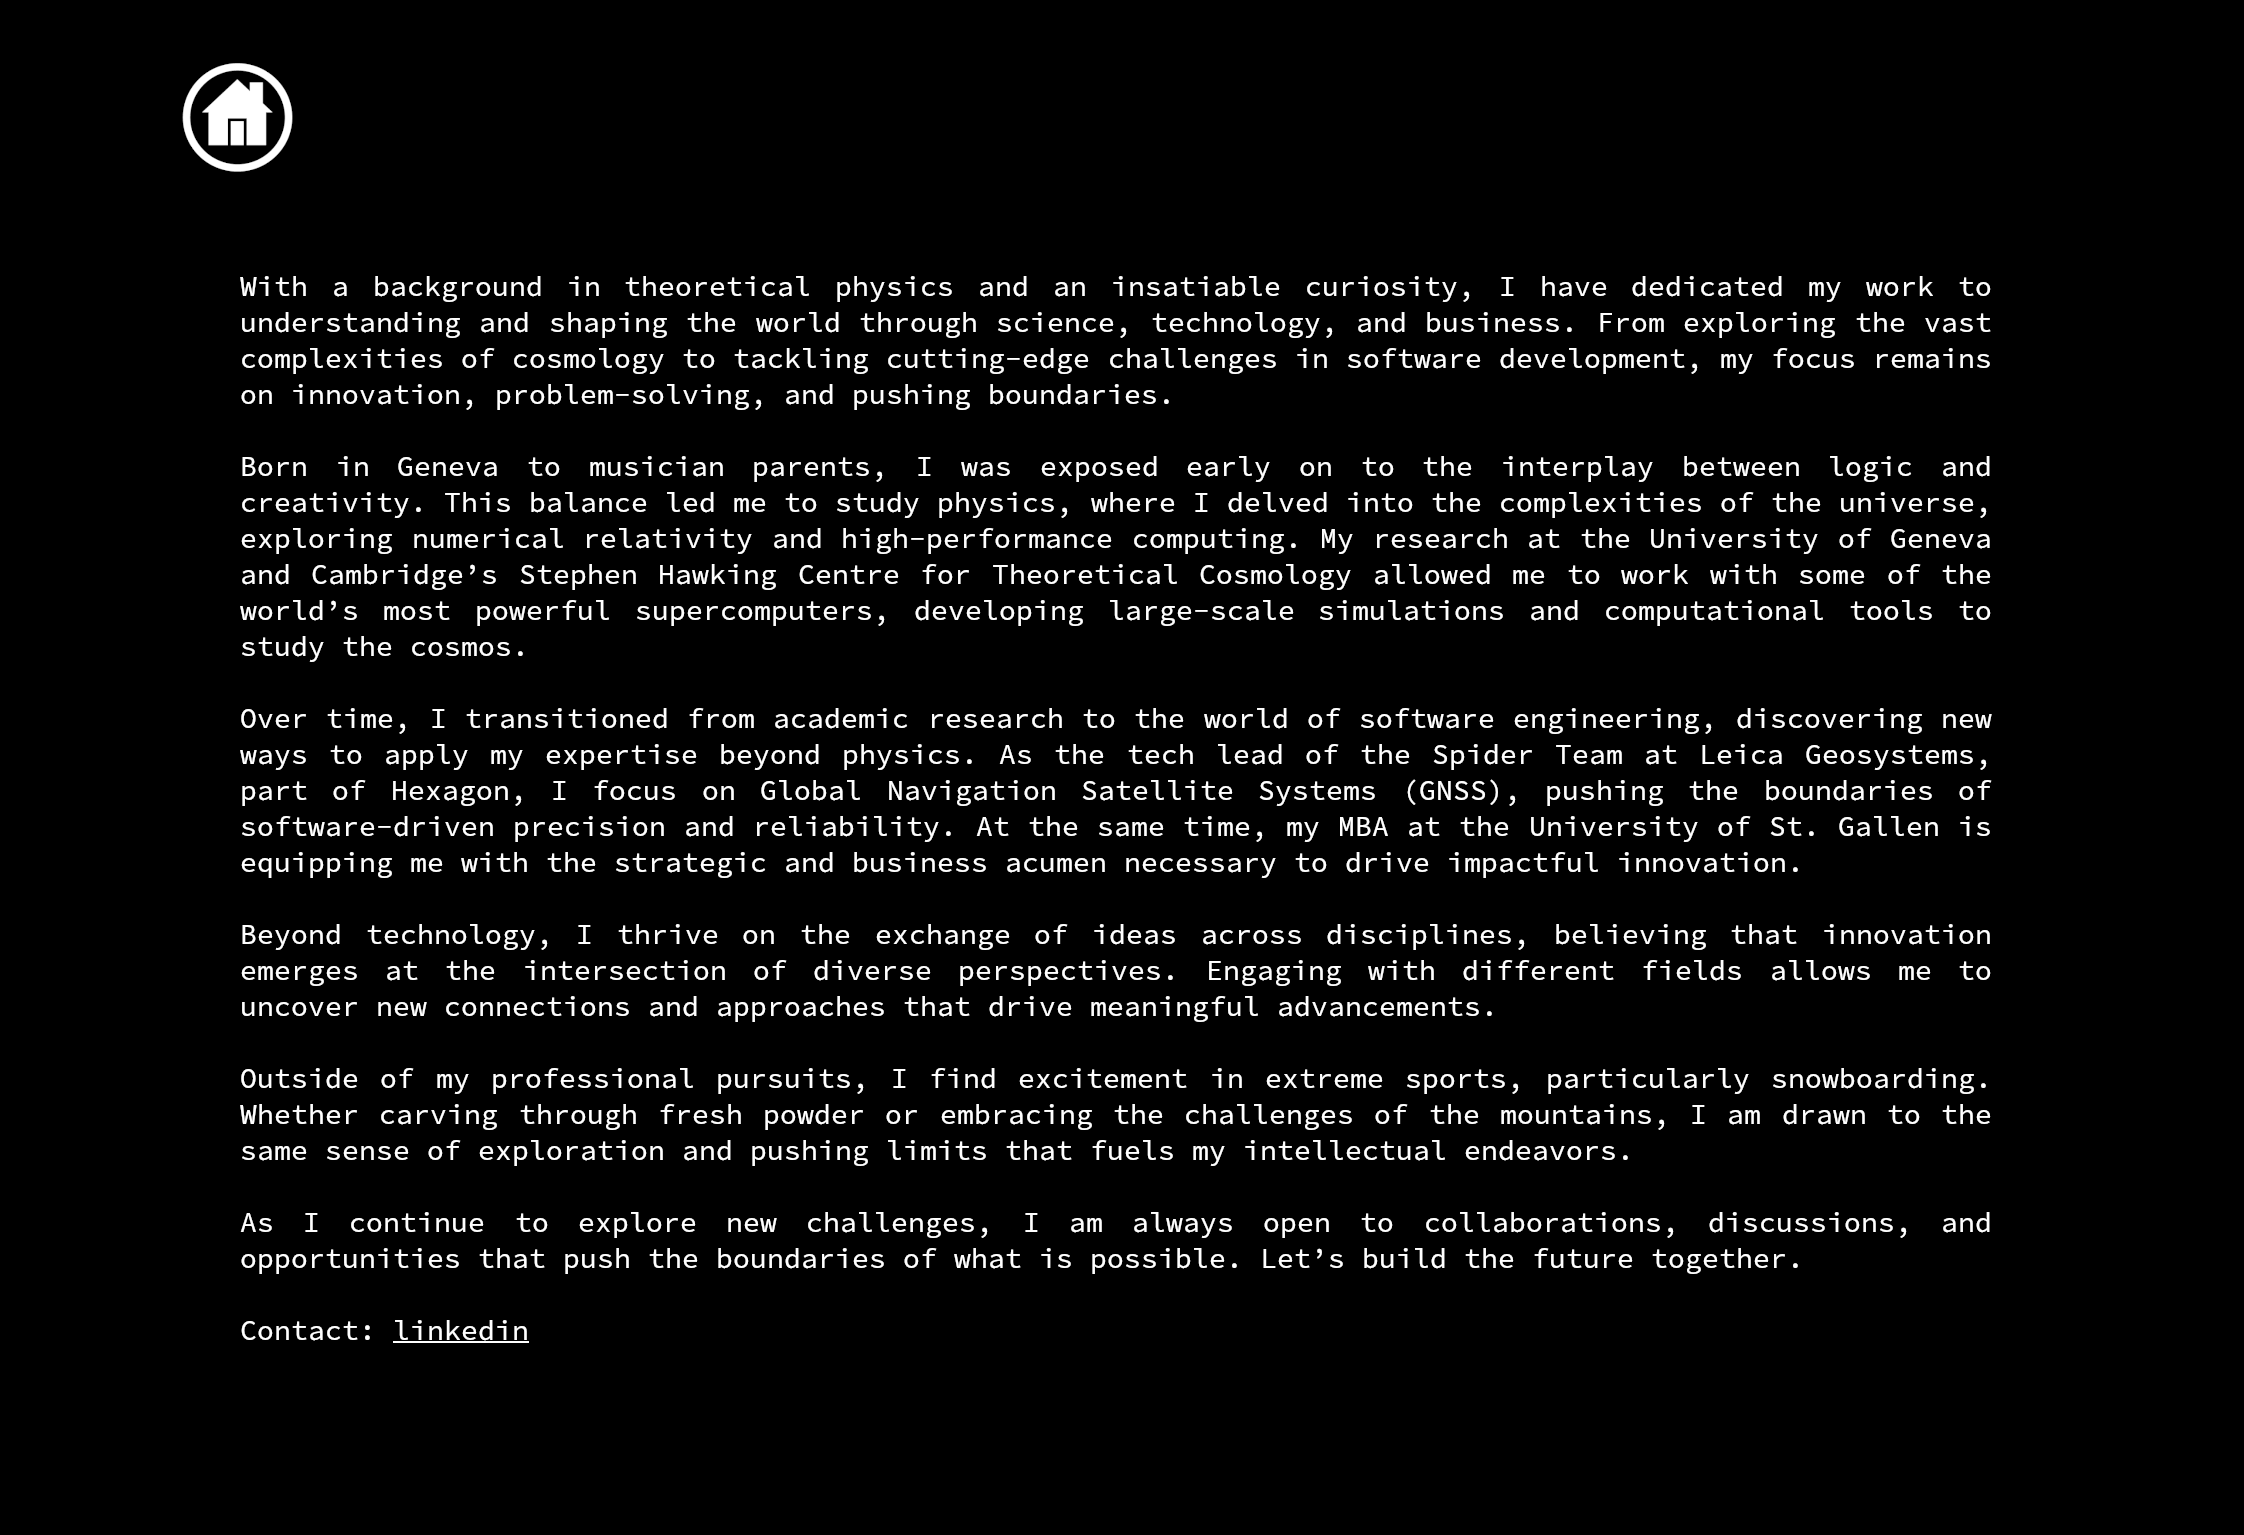 With a background in theoretical physics and an insatiable curiosity, I have dedicated my work to
understanding and shaping the world through science, technology, and business. From exploring the vast
complexities of cosmology to tackling cutting-edge challenges in software development, my focus remains
on innovation, problem-solving, and pushing boundaries.
Born in Geneva to musician parents, I was exposed early on to the interplay between logic and
creativity. This balance led me to study physics, where I delved into the complexities of the universe,
exploring numerical relativity and high-performance computing. My research at the University of Geneva
and Cambridge’s Stephen Hawking Centre for Theoretical Cosmology allowed me to work with some of the
world’s most powerful supercomputers, developing large-scale simulations and computational tools to
study the cosmos.
Over time, I transitioned from academic research to the world of software engineering, discovering new
ways to apply my expertise beyond physics. As the tech lead of the Spider Team at Leica Geosystems,
part of Hexagon, I focus on Global Navigation Satellite Systems (GNSS), pushing the boundaries of
software-driven precision and reliability. At the same time, my MBA at the University of St. Gallen is
equipping me with the strategic and business acumen necessary to drive impactful innovation.
Beyond technology, I thrive on the exchange of ideas across disciplines, believing that innovation
emerges at the intersection of diverse perspectives. Engaging with different fields allows me to
uncover new connections and approaches that drive meaningful advancements.
Outside of my professional pursuits, I find excitement in extreme sports, particularly snowboarding.
Whether carving through fresh powder or embracing the challenges of the mountains, I am drawn to the
same sense of exploration and pushing limits that fuels my intellectual endeavors.
As I continue to explore new challenges, I am always open to collaborations, discussions, and
opportunities that push the boundaries of what is possible. Let’s build the future together.
Contact: linkedin